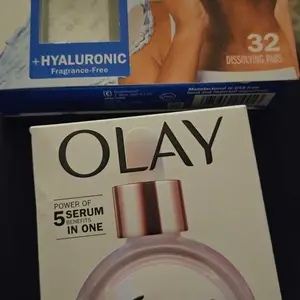 +HYALURONIC
Fragrance-Free
32
DISSOLVING PADS
OLAY
POWER OF
5 SERUM
BENEFITS
IN ONE